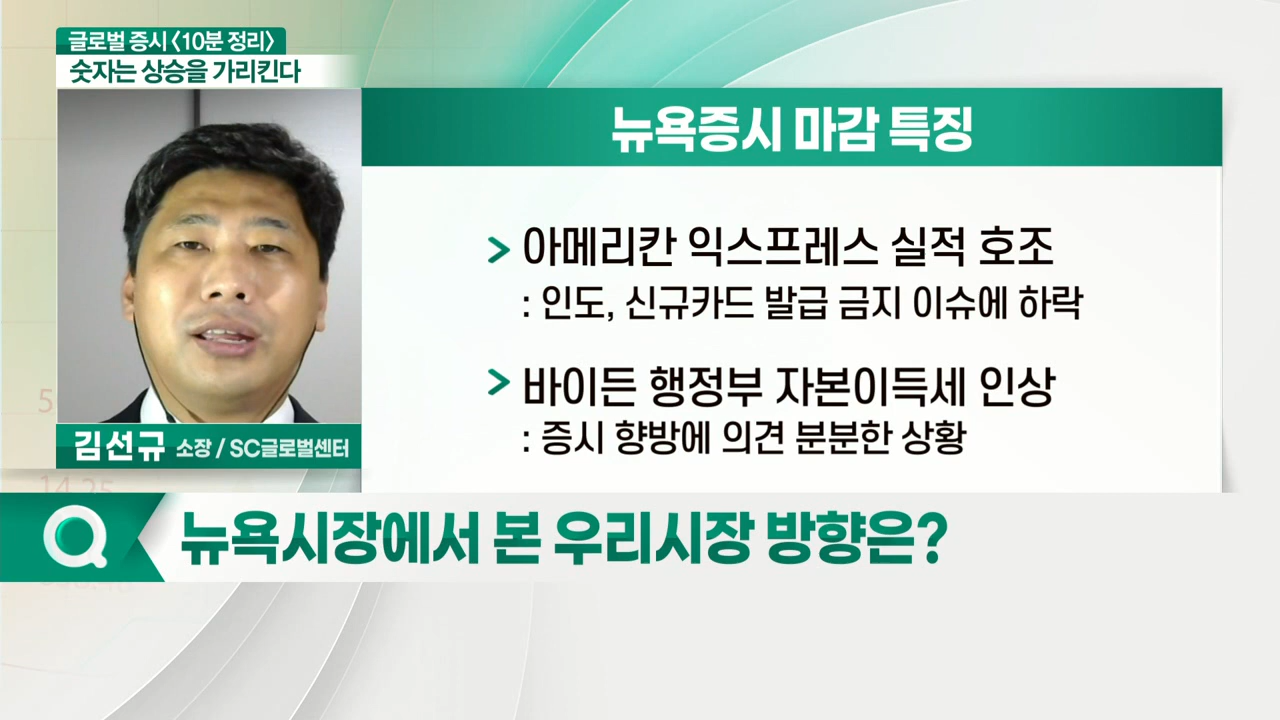 글로벌 증시 <10분 정리>
숫자는 상승을 가리킨다
뉴욕증시 마감 특징
> 아메리칸 익스프레스 실적 호조
: 인도, 신규카드 발급 금지 이슈에 하락
> 바이든 행정부 자본이득세 인상
: 증시 향방에 의견 분분한 상황
김선규 소장 / SC글로벌센터
14.25
Q 뉴욕시장에서 본 우리시장 방향은?